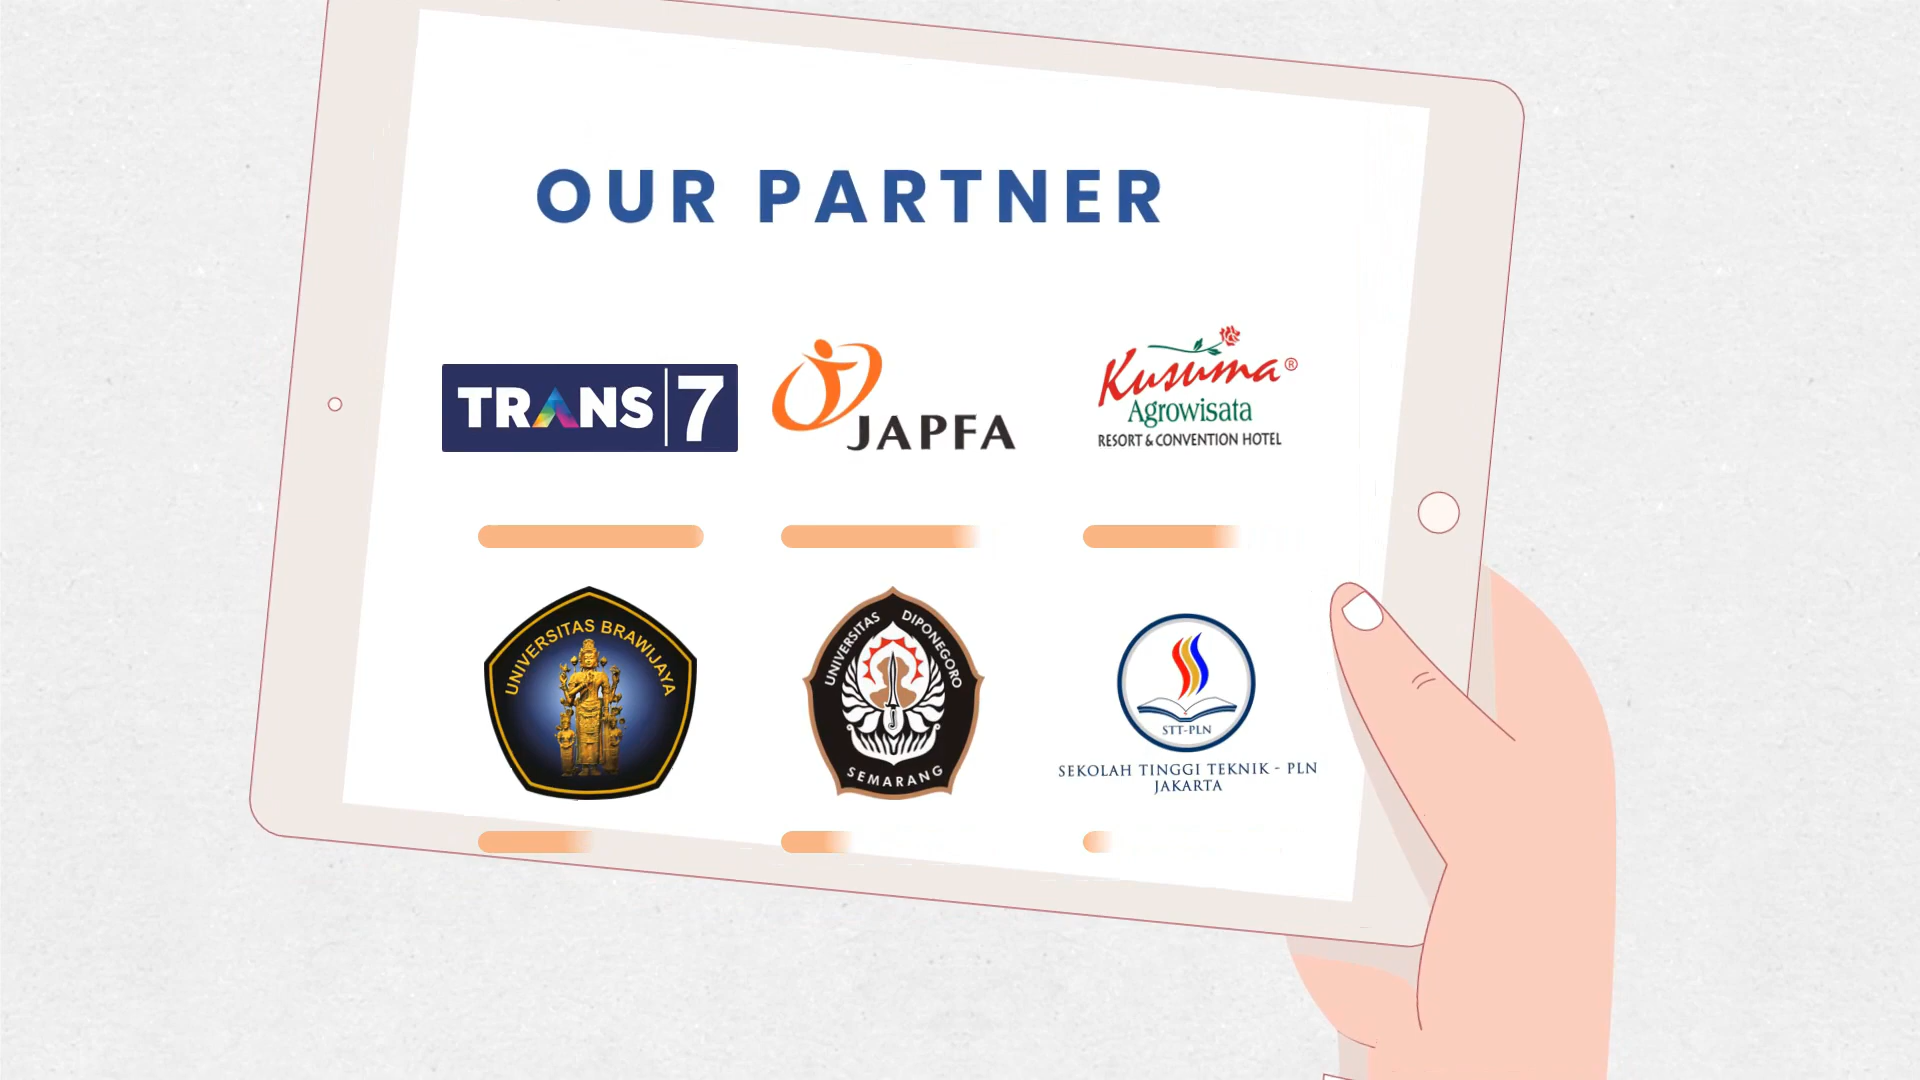 OUR PARTNER
TRANS|7
JAPFA
Kusuma®
Agrowisata
RESORT & CONVENTION HOTEL
UNIVERSITAS BRAWIJAYA
UNIVERSITAS DIPONEGORO
SEMARANG
STT-PLN
SEKOLAH TINGGI TEKNIK - PLN
JAKARTA